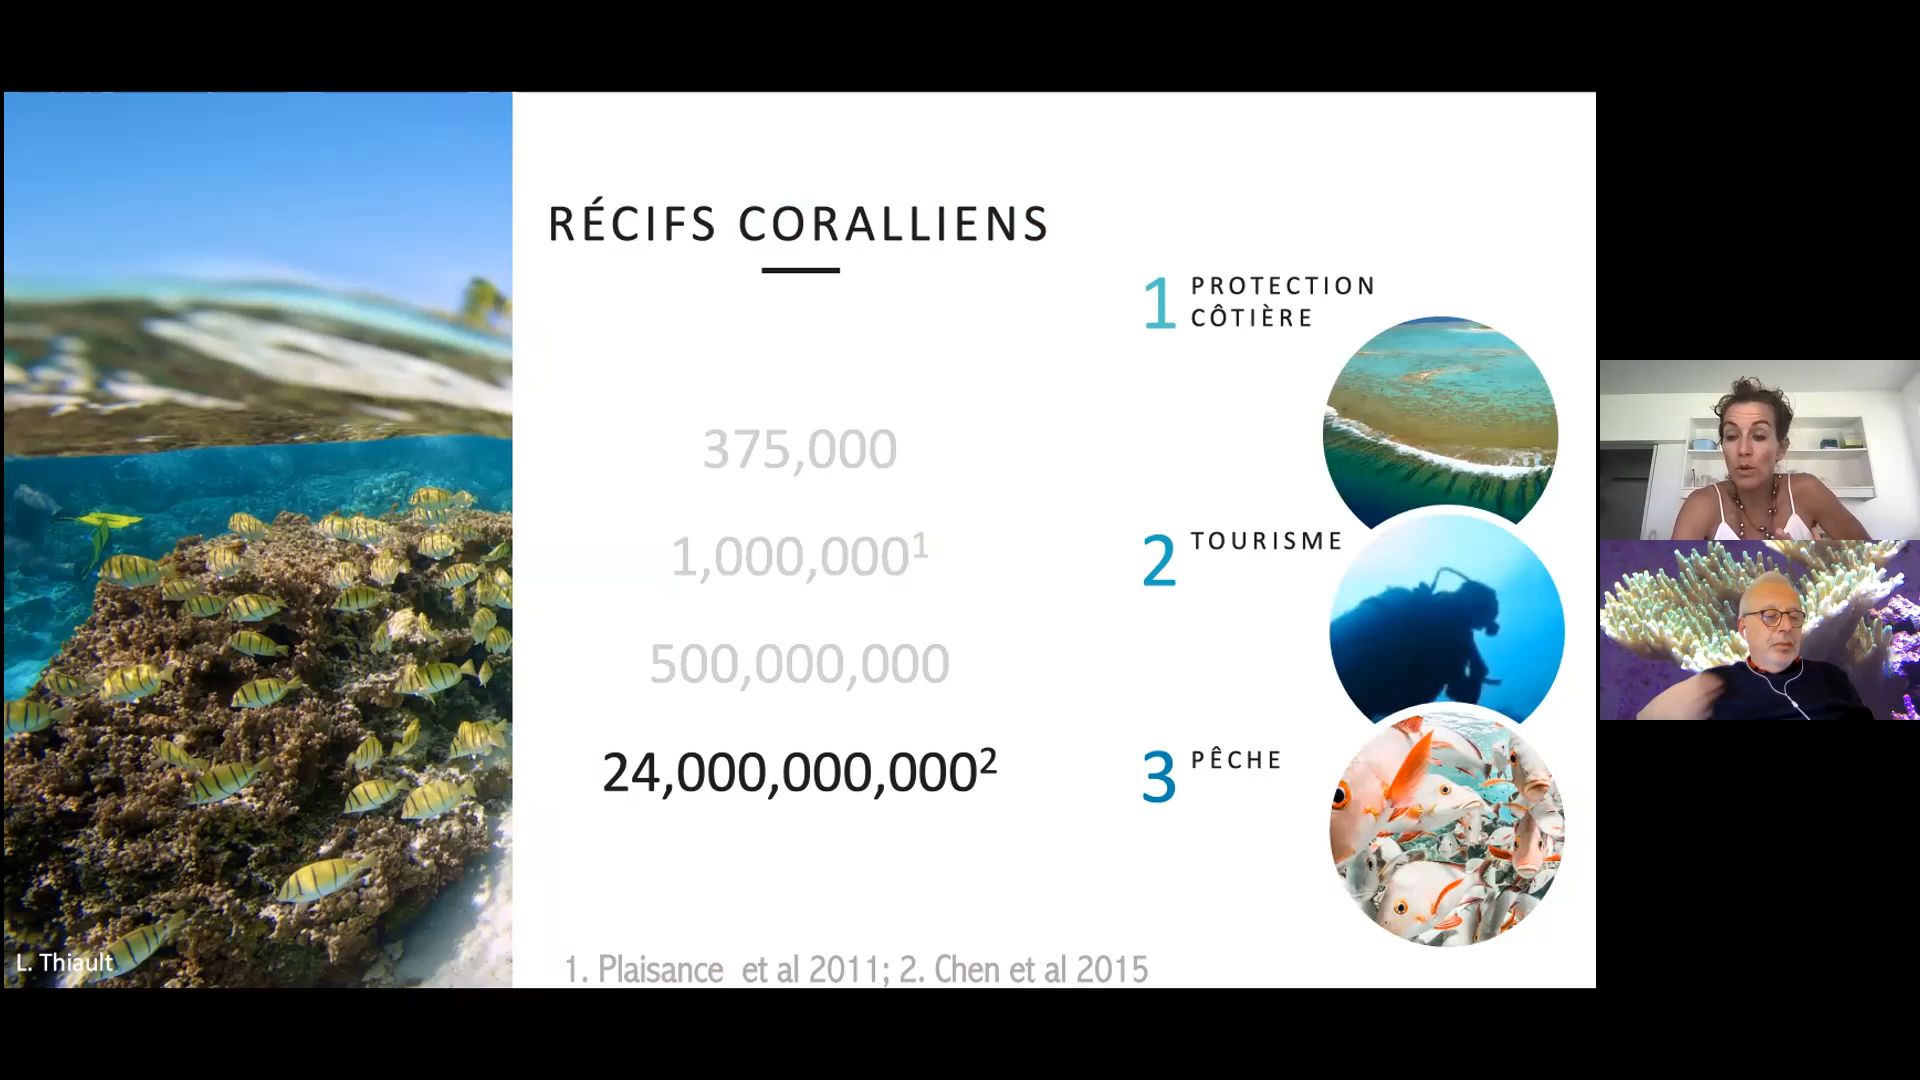 RÉCIFS CORALLIENS
375,000
1,000,000¹
500,000,000
24,000,000,000²
1 PROTECTION
CÔTIÈRE
2 TOURISME
3 PÊCHE
L. Thiault
1. Plaisance et al 2011; 2. Chen et al 2015